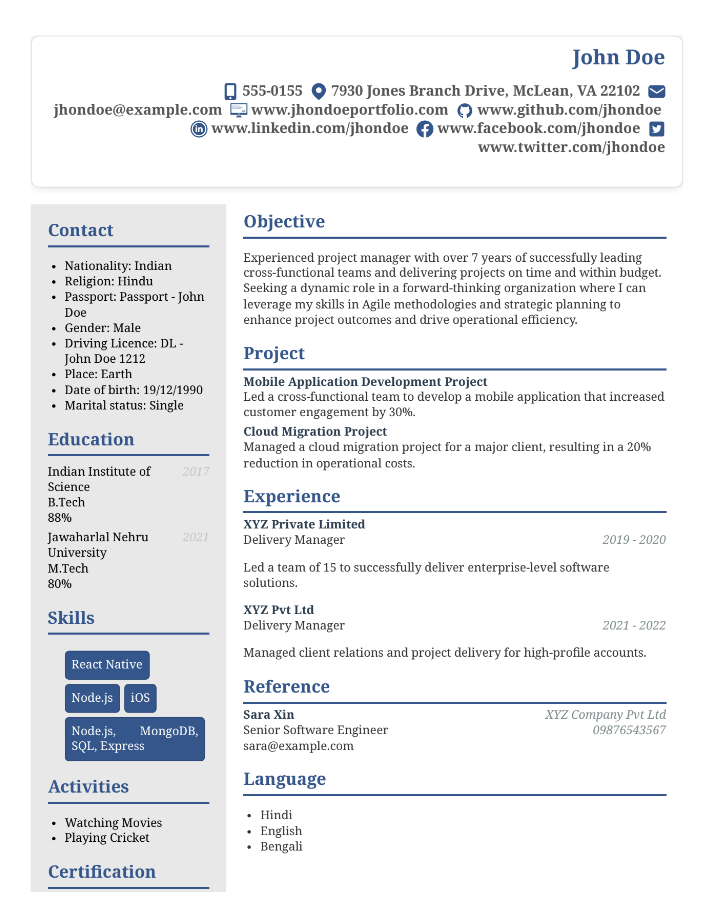 John Doe
555-0155 7930 Jones Branch Drive, McLean, VA 22102
jhondoe@example.com www.jhondoeportfolio.com www.github.com/jhondoe
www.linkedin.com/jhondoe www.facebook.com/jhondoe
www.twitter.com/jhondoe
Contact
Nationality: Indian
Religion: Hindu
Passport: Passport - John
Doe
Gender: Male
Driving Licence: DL -
John Doe 1212
Place: Earth
Date of birth: 19/12/1990
Marital status: Single
Education
Indian Institute of 2017
Science
B.Tech
88%
Jawaharlal Nehru 2021
University
M.Tech
80%
Skills
React Native
Node.js iOS
Node.js, MongoDB,
SQL, Express
Activities
Watching Movies
Playing Cricket
Certification
Objective
Experienced project manager with over 7 years of successfully leading
cross-functional teams and delivering projects on time and within budget.
Seeking a dynamic role in a forward-thinking organization where I can
leverage my skills in Agile methodologies and strategic planning to
enhance project outcomes and drive operational efficiency.
Project
Mobile Application Development Project
Led a cross-functional team to develop a mobile application that increased
customer engagement by 30%.
Cloud Migration Project
Managed a cloud migration project for a major client, resulting in a 20%
reduction in operational costs.
Experience
XYZ Private Limited
Delivery Manager 2019 - 2020
Led a team of 15 to successfully deliver enterprise-level software
solutions.
XYZ Pvt Ltd
Delivery Manager 2021 - 2022
Managed client relations and project delivery for high-profile accounts.
Reference
Sara Xin XYZ Company Pvt Ltd
Senior Software Engineer 09876543567
sara@example.com
Language
Hindi
English
Bengali